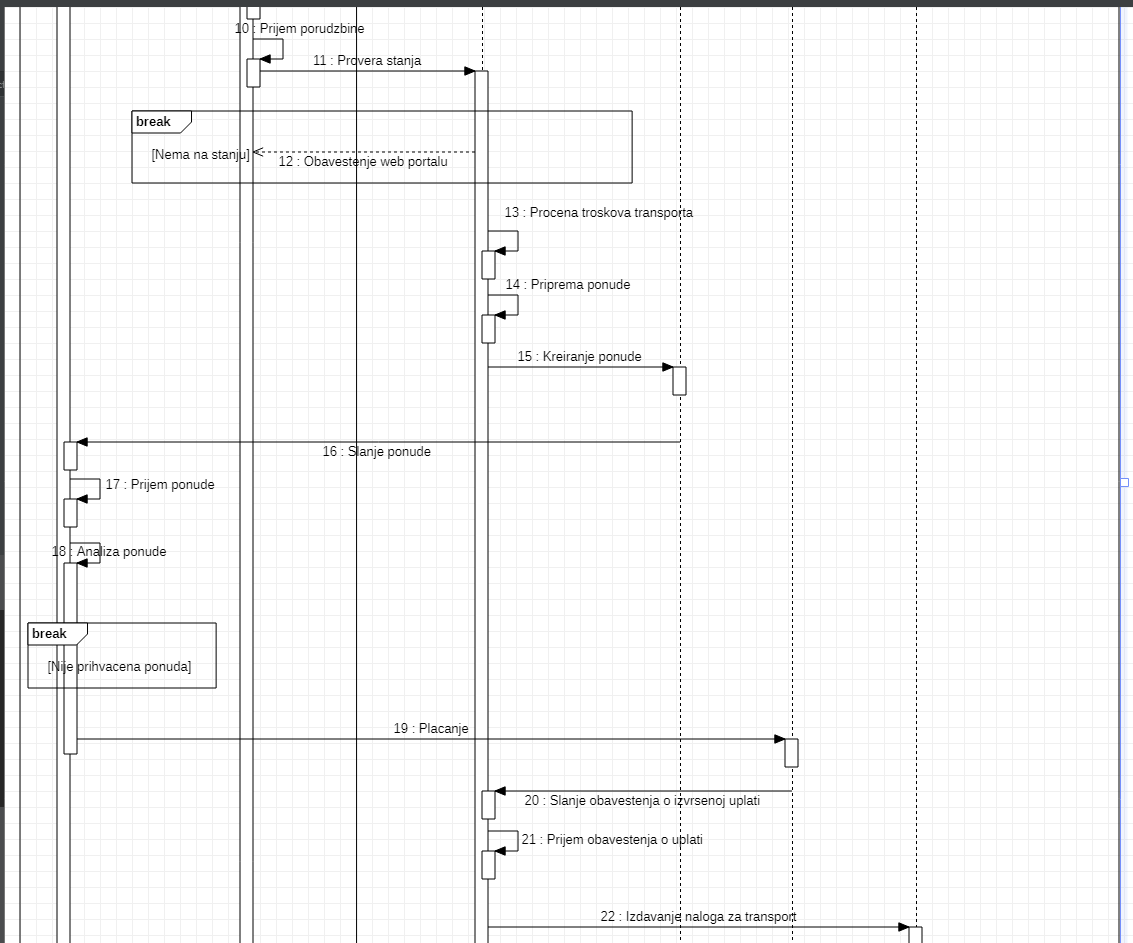 10 : Prijem porudzbine
11 : Provera stanja
break
[Nema na stanju]
12 : Obavestenje web portalu
13 : Procena troskova transporta
14 : Priprema ponude
15 : Kreiranje ponude
16 : Slanje ponude
17 : Prijem ponude
18 : Analiza ponude
break
[Nije prihvacena ponuda]
19 : Placanje
20 : Slanje obavestenja o izvrsenoj uplati
21 : Prijem obavestenja o uplati
22 : Izdavanje naloga za transport